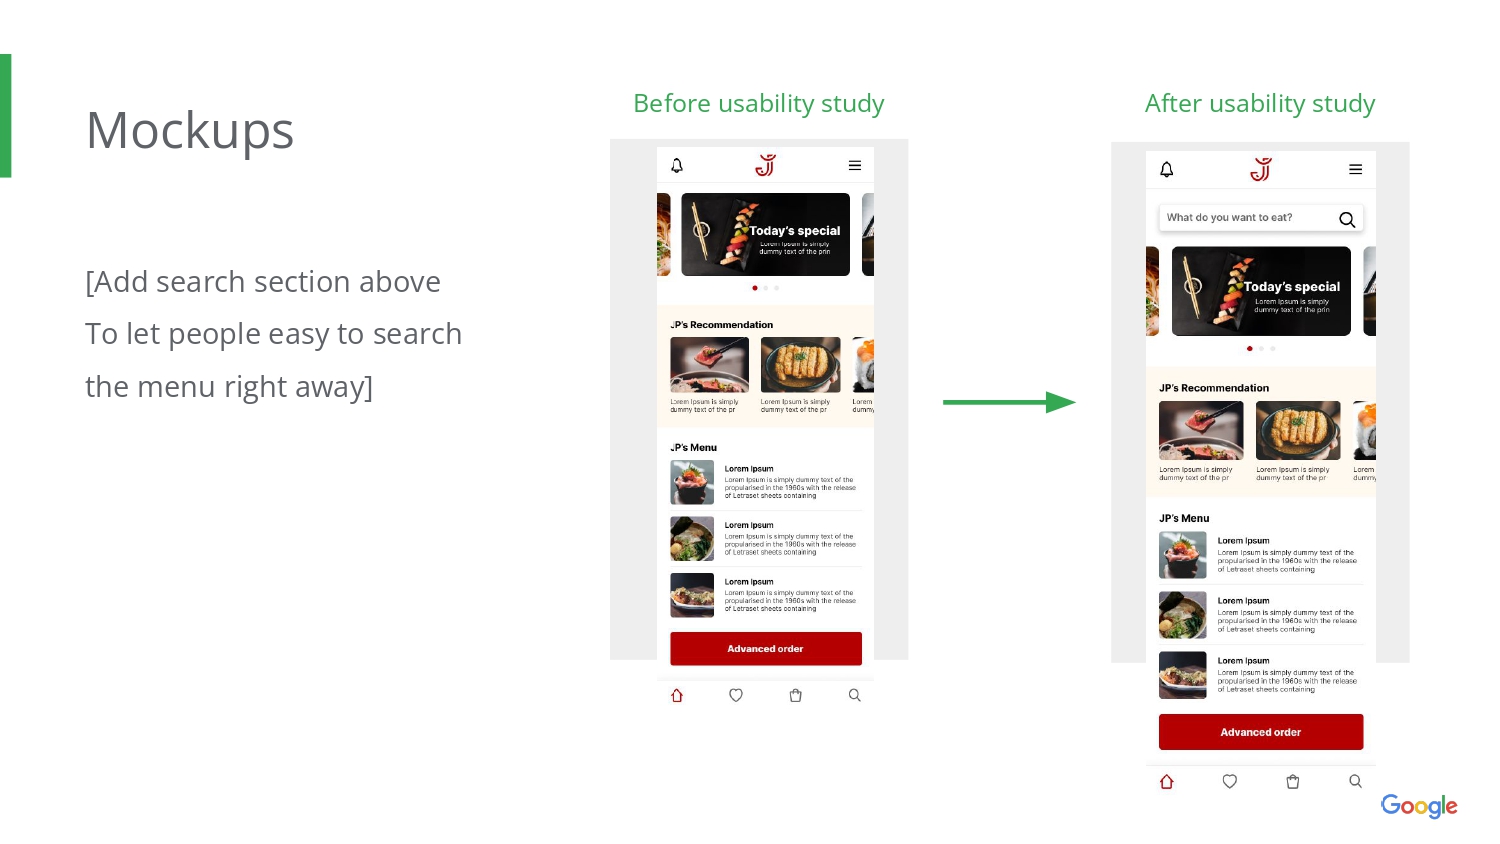 Mockups
[Add search section above
To let people easy to search
the menu right away]
Before usability study
Today's special
Lorem Ipsum is simply
dummy text of the prin
JP's Recommendation
Lorem Ipsum is simply
dummy text of the pr
Lorem Ipsum is simply
dummy text of the pr
Lorem
dummy
JP's Menu
Lorem Ipsum
Lorem Ipsum is simply dummy text of the
propularised in the 1960s with the release
of Letraset sheets containing
Lorem Ipsum
Lorem Ipsum is simply dummy text of the
propularised in the 1960s with the release
of Letraset sheets containing
Lorem Ipsum
Lorem Ipsum is simply dummy text of the
propularised in the 1960s with the release
of Letraset sheets containing
Advanced order
After usability study
What do you want to eat?
Today's special
Lorem Ipsum is simply
dummy text of the prin
JP's Recommendation
Lorem Ipsum is simply
dummy text of the pr
Lorem Ipsum is simply
dummy text of the pr
Lorem
dummy
JP's Menu
Lorem Ipsum
Lorem Ipsum is simply dummy text of the
propularised in the 1960s with the release
of Letraset sheets containing
Lorem Ipsum
Lorem Ipsum is simply dummy text of the
propularised in the 1960s with the release
of Letraset sheets containing
Lorem Ipsum
Lorem Ipsum is simply dummy text of the
propularised in the 1960s with the release
of Letraset sheets containing
Advanced order
Google